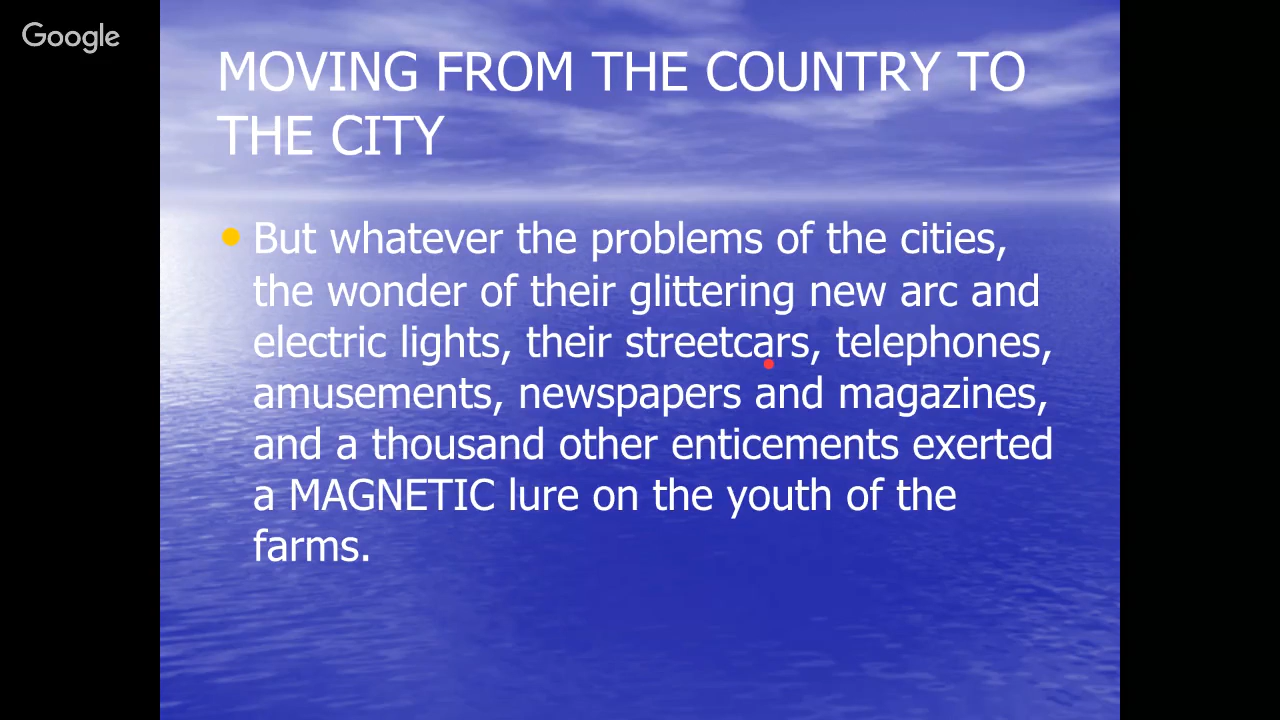 Google
MOVING FROM THE COUNTRY TO
THE CITY
But whatever the problems of the cities,
the wonder of their glittering new arc and
electric lights, their streetcars, telephones,
amusements, newspapers and magazines,
and a thousand other enticements exerted
a MAGNETIC lure on the youth of the
farms.